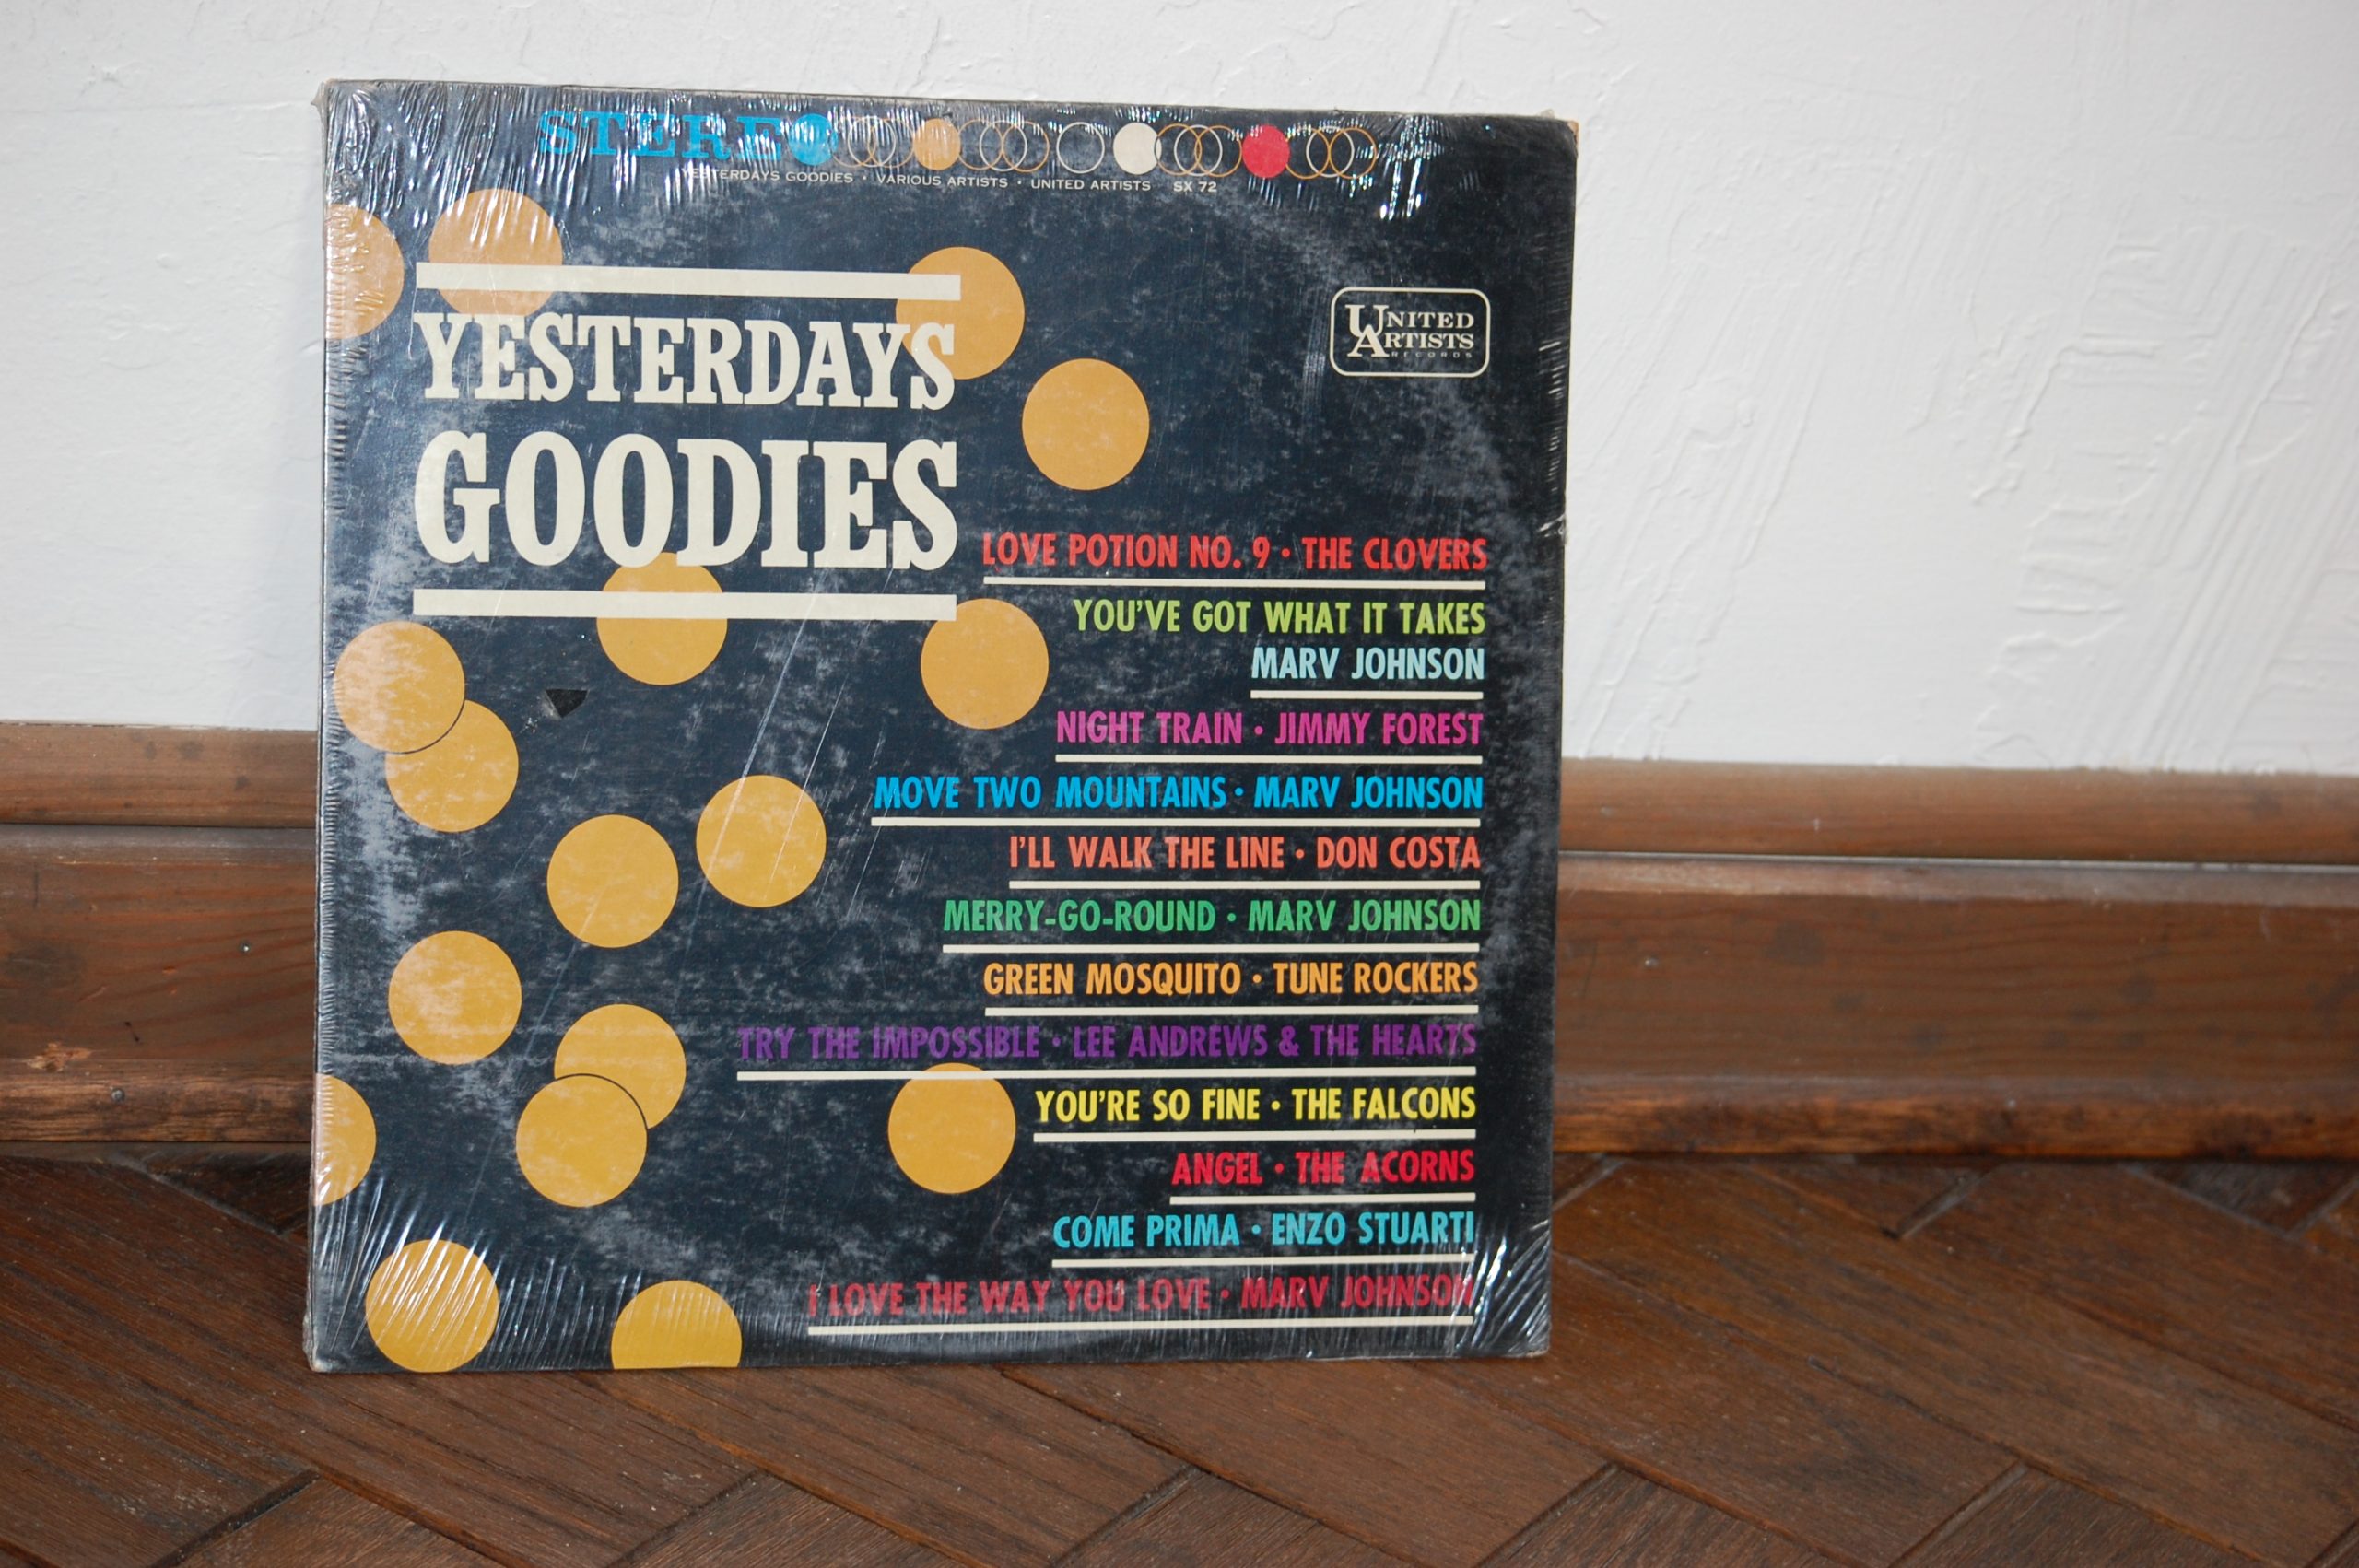 STEREO
YESTERDAYS GOODIES · VARIOUS ARTISTS · UNITED ARTISTS SX 72
YESTERDAYS
GOODIES
UNITED
ARTISTS
RECORDS
LOVE POTION NO. 9 · THE CLOVERS
YOU'VE GOT WHAT IT TAKES
MARV JOHNSON
NIGHT TRAIN · JIMMY FOREST
MOVE TWO MOUNTAINS · MARV JOHNSON
I'LL WALK THE LINE · DON COSTA
MERRY-GO-ROUND · MARV JOHNSON
GREEN MOSQUITO · TUNE ROCKERS
TRY THE IMPOSSIBLE · LEE ANDREWS & THE HEARTS
YOU'RE SO FINE · THE FALCONS
ANGEL · THE ACORNS
COME PRIMA · ENZO STUARTI
I LOVE THE WAY YOU LOVE · MARV JOHNSON